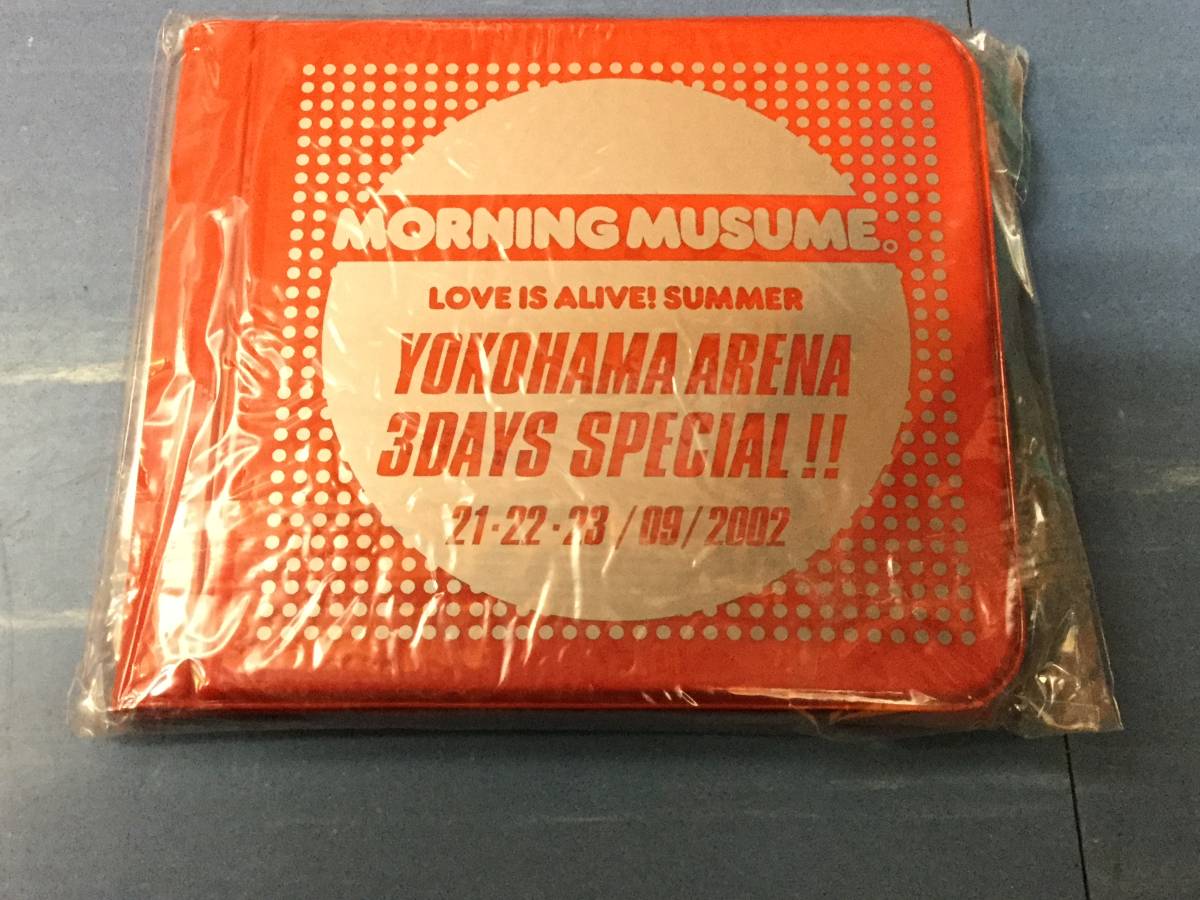 MORNING MUSUME。
LOVE IS ALIVE! SUMMER
YOKOHAMA ARENA
3DAYS SPECIAL!!
21・22・23/09/2002